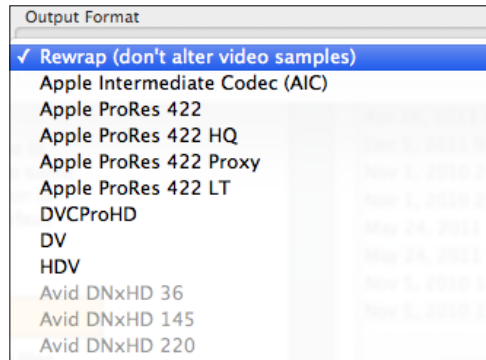 Output Format
✓ Rewrap (don't alter video samples)
Apple Intermediate Codec (AIC)
Apple ProRes 422
Apple ProRes 422 HQ
Apple ProRes 422 Proxy
Apple ProRes 422 LT
DVCProHD
DV
HDV
Avid DNxHD 36
Avid DNxHD 145
Avid DNxHD 220